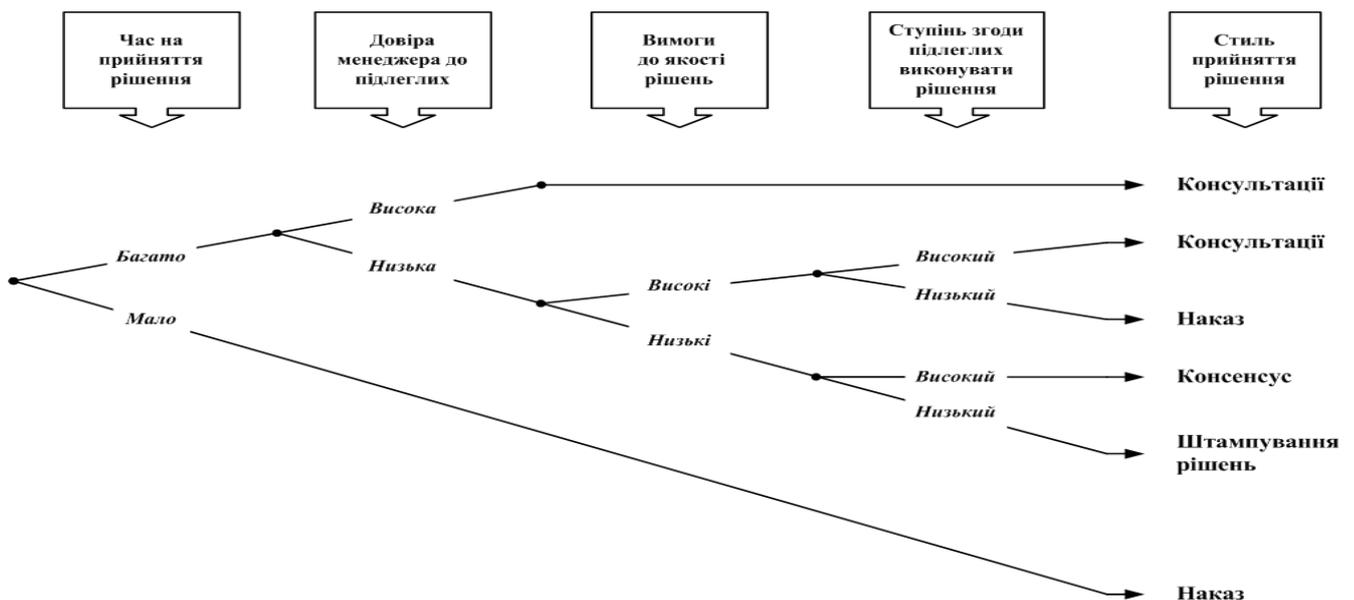 Час на
прийняття
рішення
Довіра
менеджера до
підлеглих
Вимоги
до якості
рішень
Ступінь згоди
підлеглих
виконувати
рішення
Стиль
прийняття
рішення
Консультації
Висока
Багато
Низька
Високий
Консультації
Високі
Низький
Мало
Наказ
Низькі
Високий
Консенсус
Низький
Штампування
рішень
Наказ